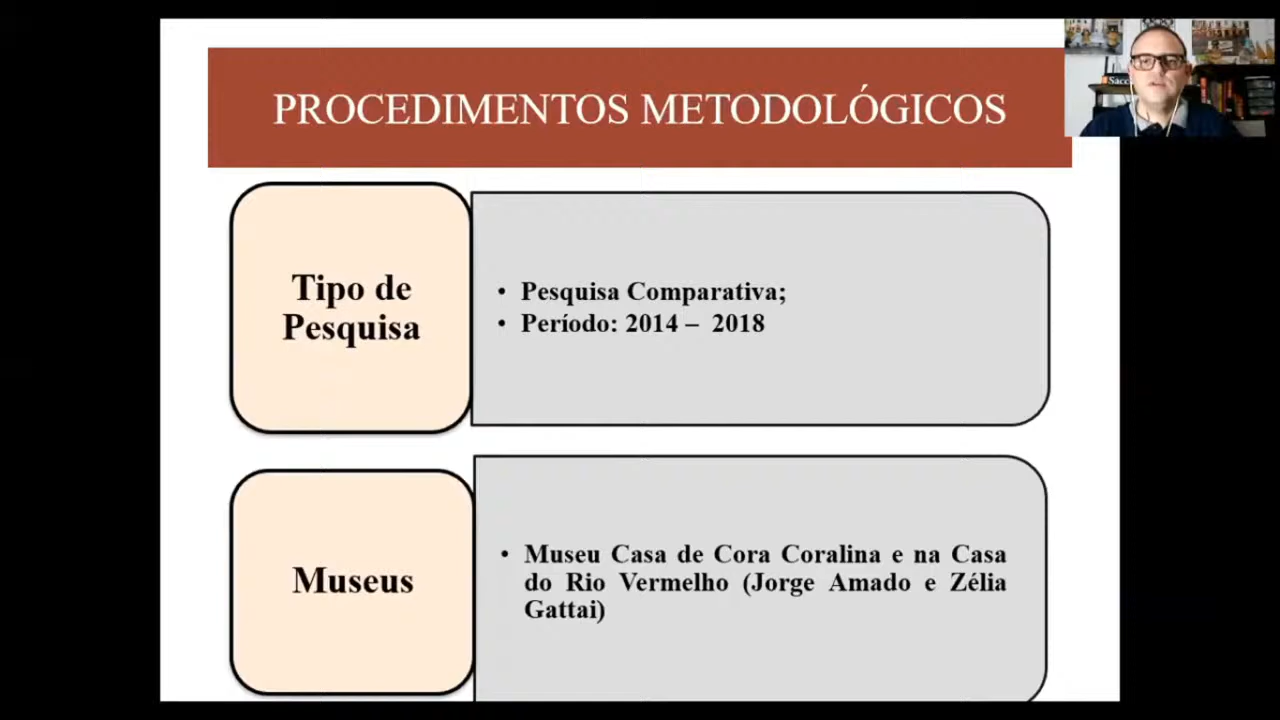 PROCEDIMENTOS METODOLÓGICOS
Tipo de
Pesquisa
• Pesquisa Comparativa;
• Período: 2014 – 2018
Museus
• Museu Casa de Cora Coralina e na Casa
do Rio Vermelho (Jorge Amado e Zélia
Gattai)